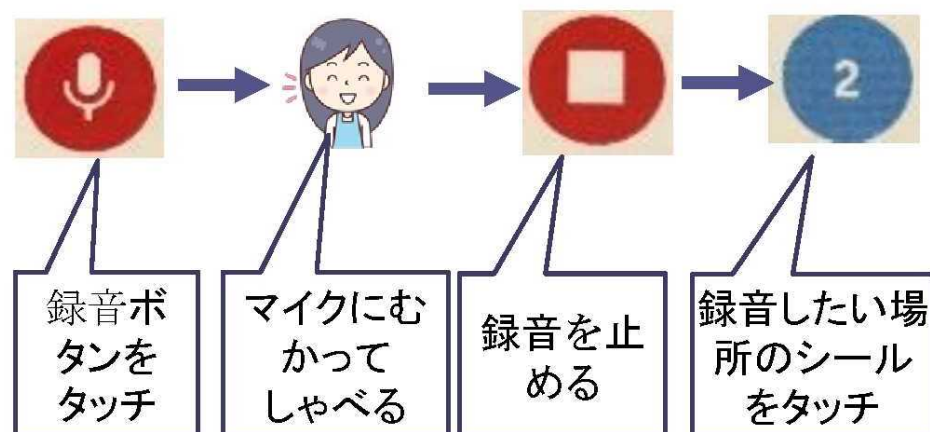 2
録音ボ
タンを
タッチ
マイクにむ
かって
しゃべる
録音を止
める
録音したい場
所のシール
をタッチ